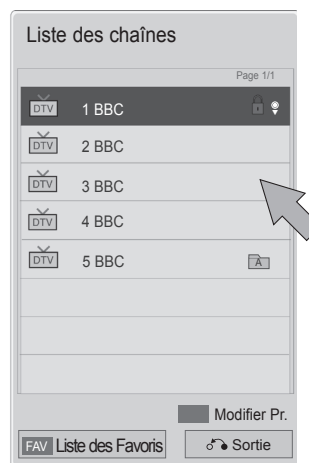 Liste des chaînes
Page 1/1
DTV 1 BBC
DTV 2 BBC
DTV 3 BBC
DTV 4 BBC
DTV 5 BBC A
Modifier Pr.
FAV Liste des Favoris Sortie